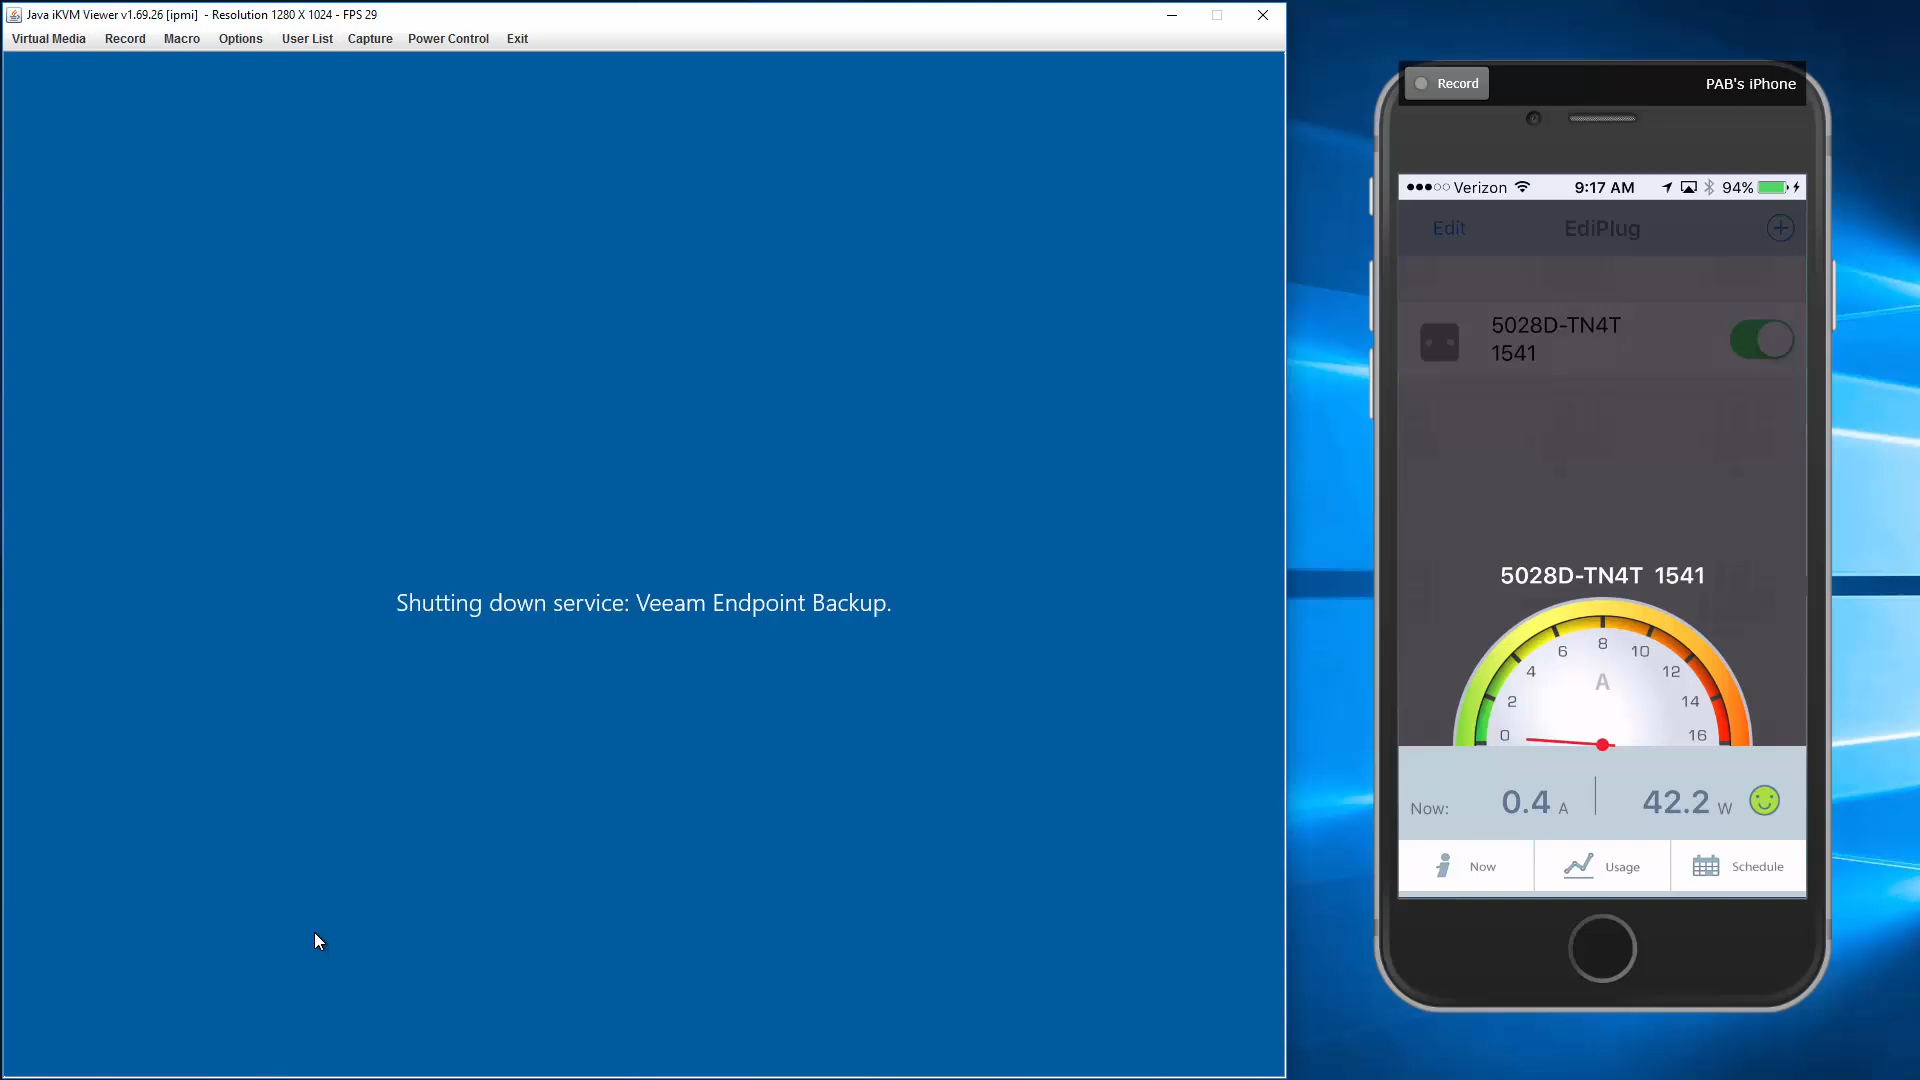 Java iKVM Viewer v1.69.26 [ipmi] - Resolution 1280 X 1024 - FPS 29
Virtual Media Record Macro Options User List Capture Power Control Exit
Shutting down service: Veeam Endpoint Backup.
Record
PAB's iPhone
Verizon 9:17 AM 94%
Edit EdiPlug
5028D-TN4T
1541
5028D-TN4T 1541
0 2 4 6 8 10 12 14 16
A
Now: 0.4 A 42.2 W
Now Usage Schedule